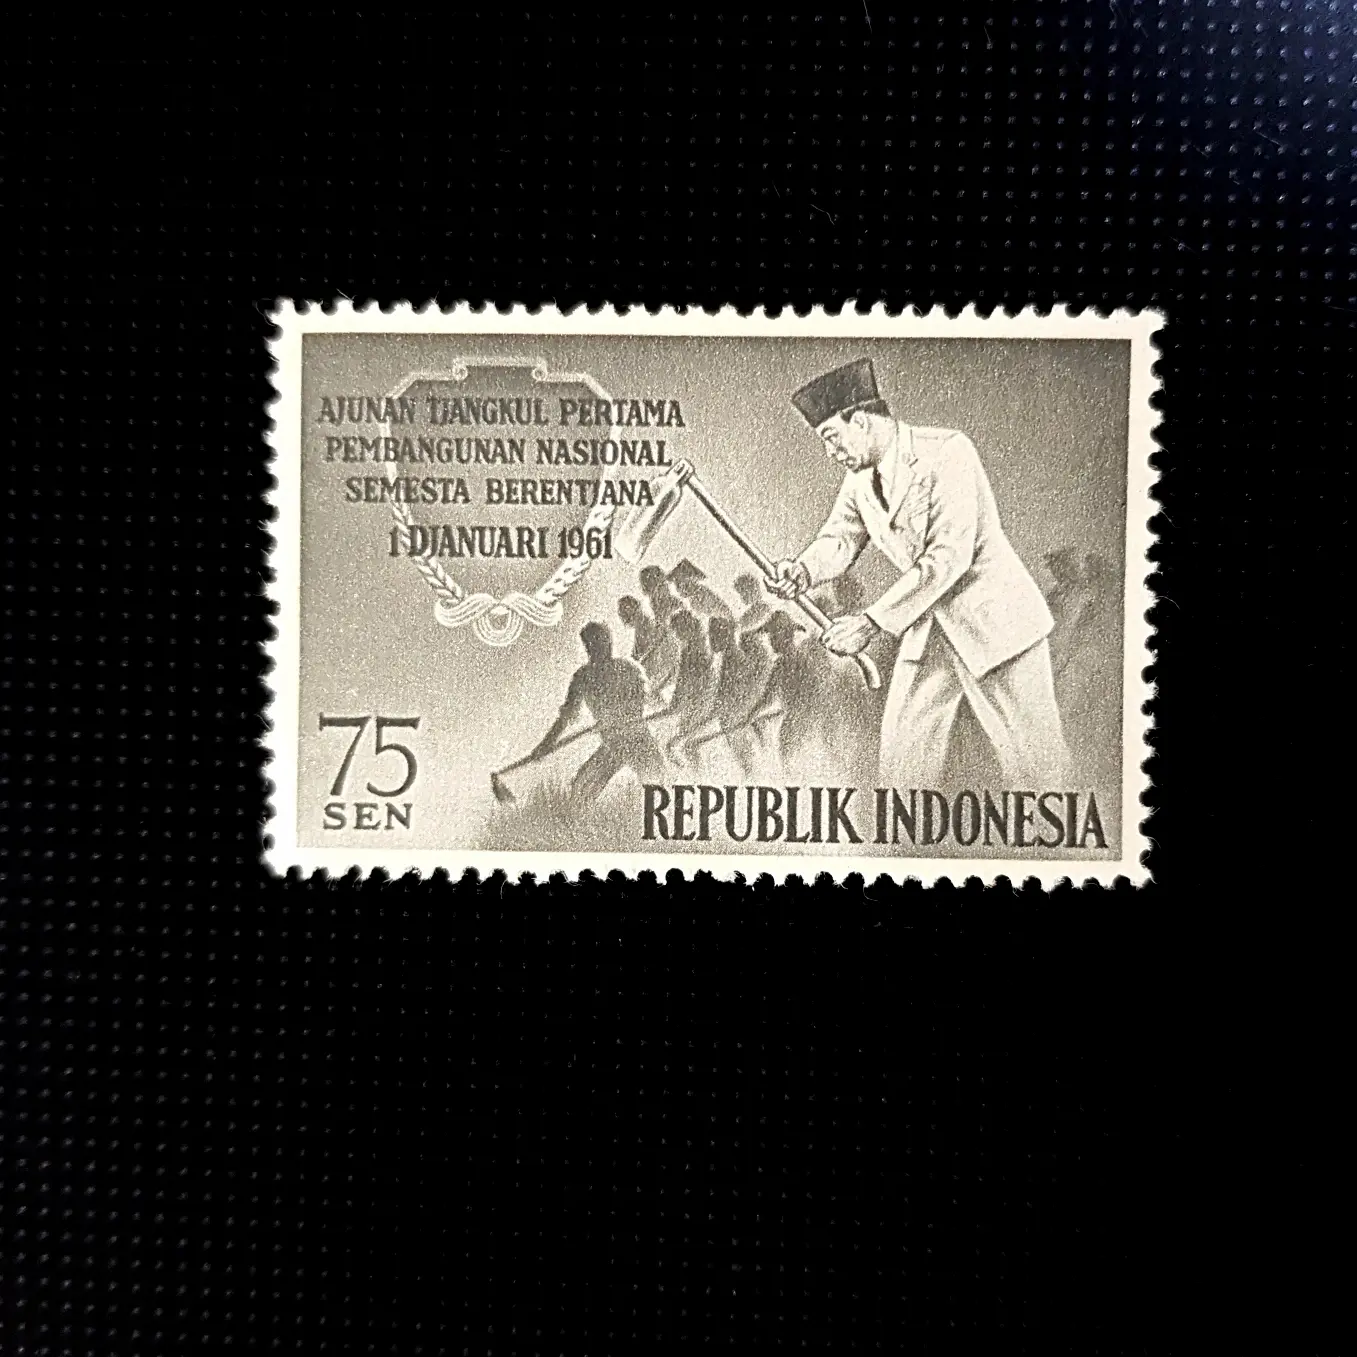 AJUNAN TJANGKUL PERTAMA
PEMBANGUNAN NASIONAL
SEMESTA BERENTJANA
1 DJANUARI 1961
75
SEN
REPUBLIK INDONESIA